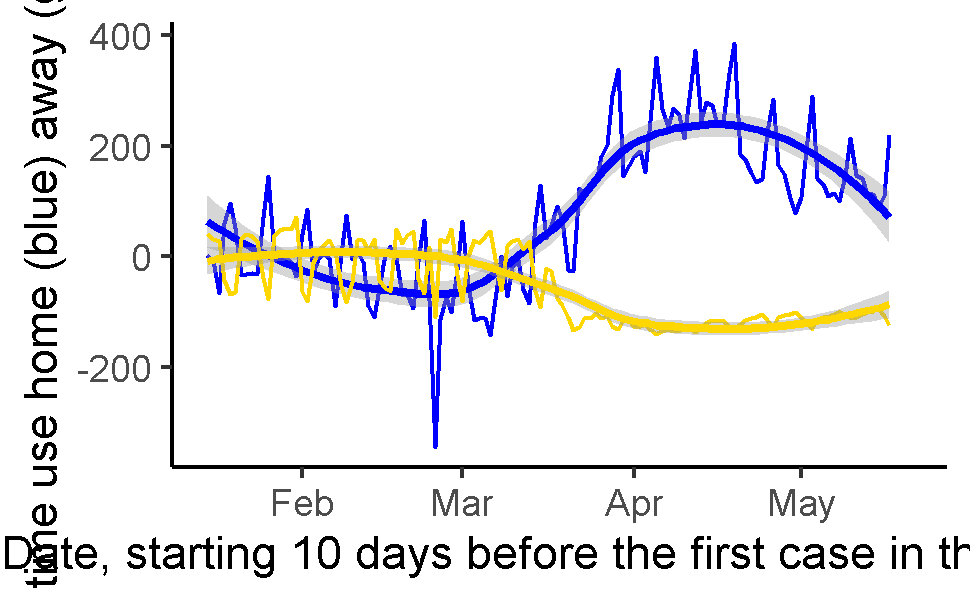 time use home (blue) away (
400
200
0
-200
Feb Mar Apr May
Date, starting 10 days before the first case in th